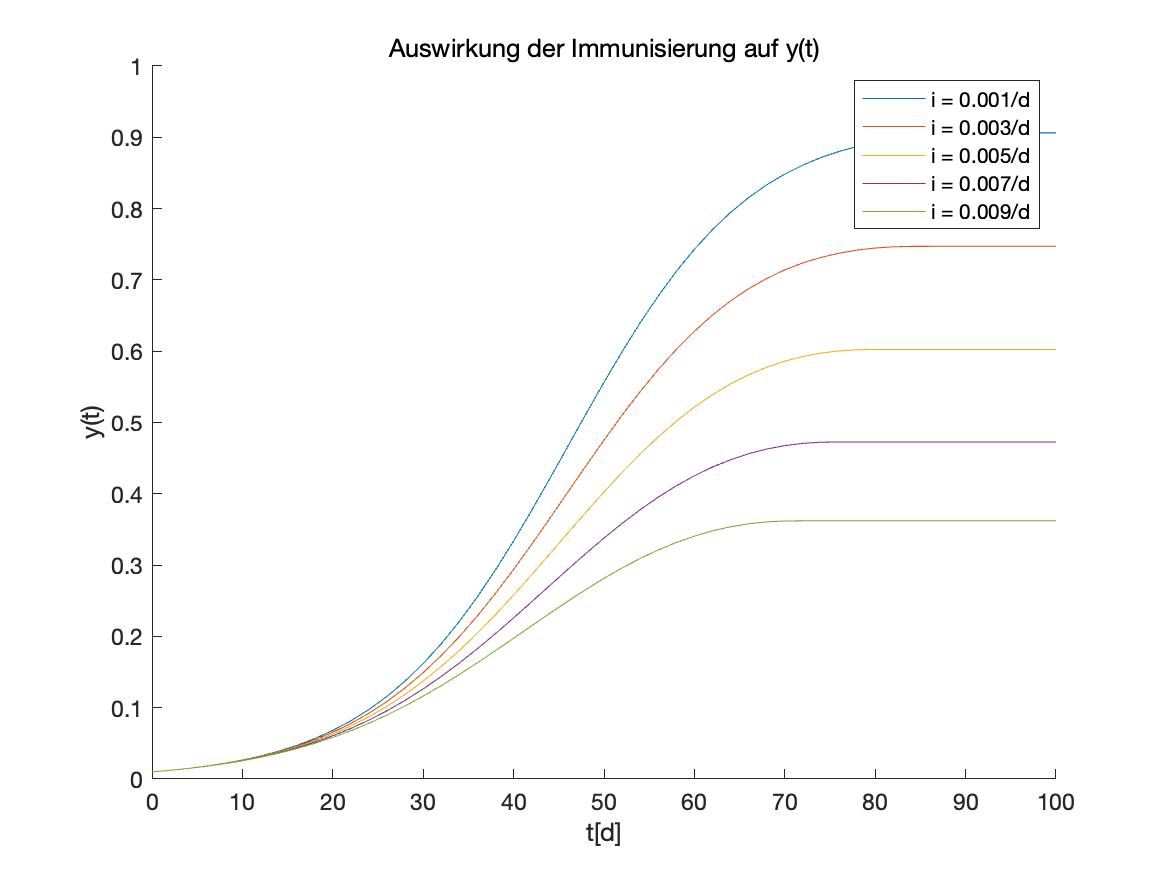 Auswirkung der Immunisierung auf y(t)
1
0.9
0.8
0.7
0.6
0.5
0.4
0.3
0.2
0.1
0
y(t)
i = 0.001/d
i = 0.003/d
i = 0.005/d
i = 0.007/d
i = 0.009/d
0 10 20 30 40 50 60 70 80 90 100
t[d]